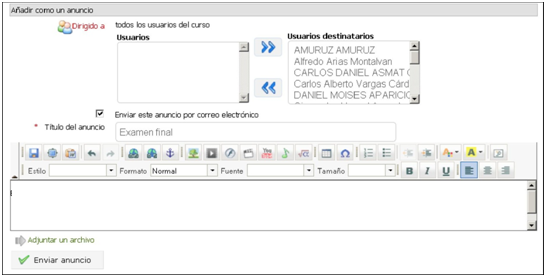 Añadir como un anuncio
Dirigido a
todos los usuarios del curso
Usuarios
Usuarios destinatarios
AMURUZ AMURUZ
Alfredo Arias Montalvan
CARLOS DANIEL ASMAT
Carlos Alberto Vargas Cárd
DANIEL MOISES APARICIO
Enviar este anuncio por correo electrónico
* Título del anuncio
Examen final
Estilo Formato Normal Fuente Tamaño B I U
Adjuntar un archivo
Enviar anuncio